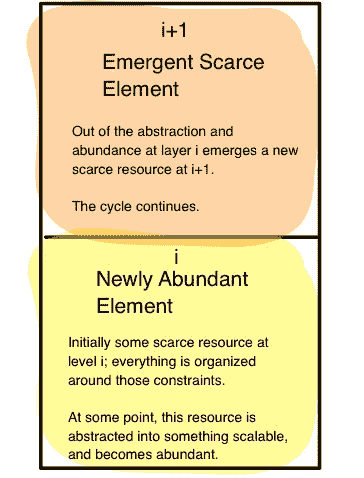 i+1
Emergent Scarce
Element
Out of the abstraction and
abundance at layer i emerges a new
scarce resource at i+1.
The cycle continues.
i
Newly Abundant
Element
Initially some scarce resource at
level i; everything is organized
around those constraints.
At some point, this resource is
abstracted into something scalable,
and becomes abundant.